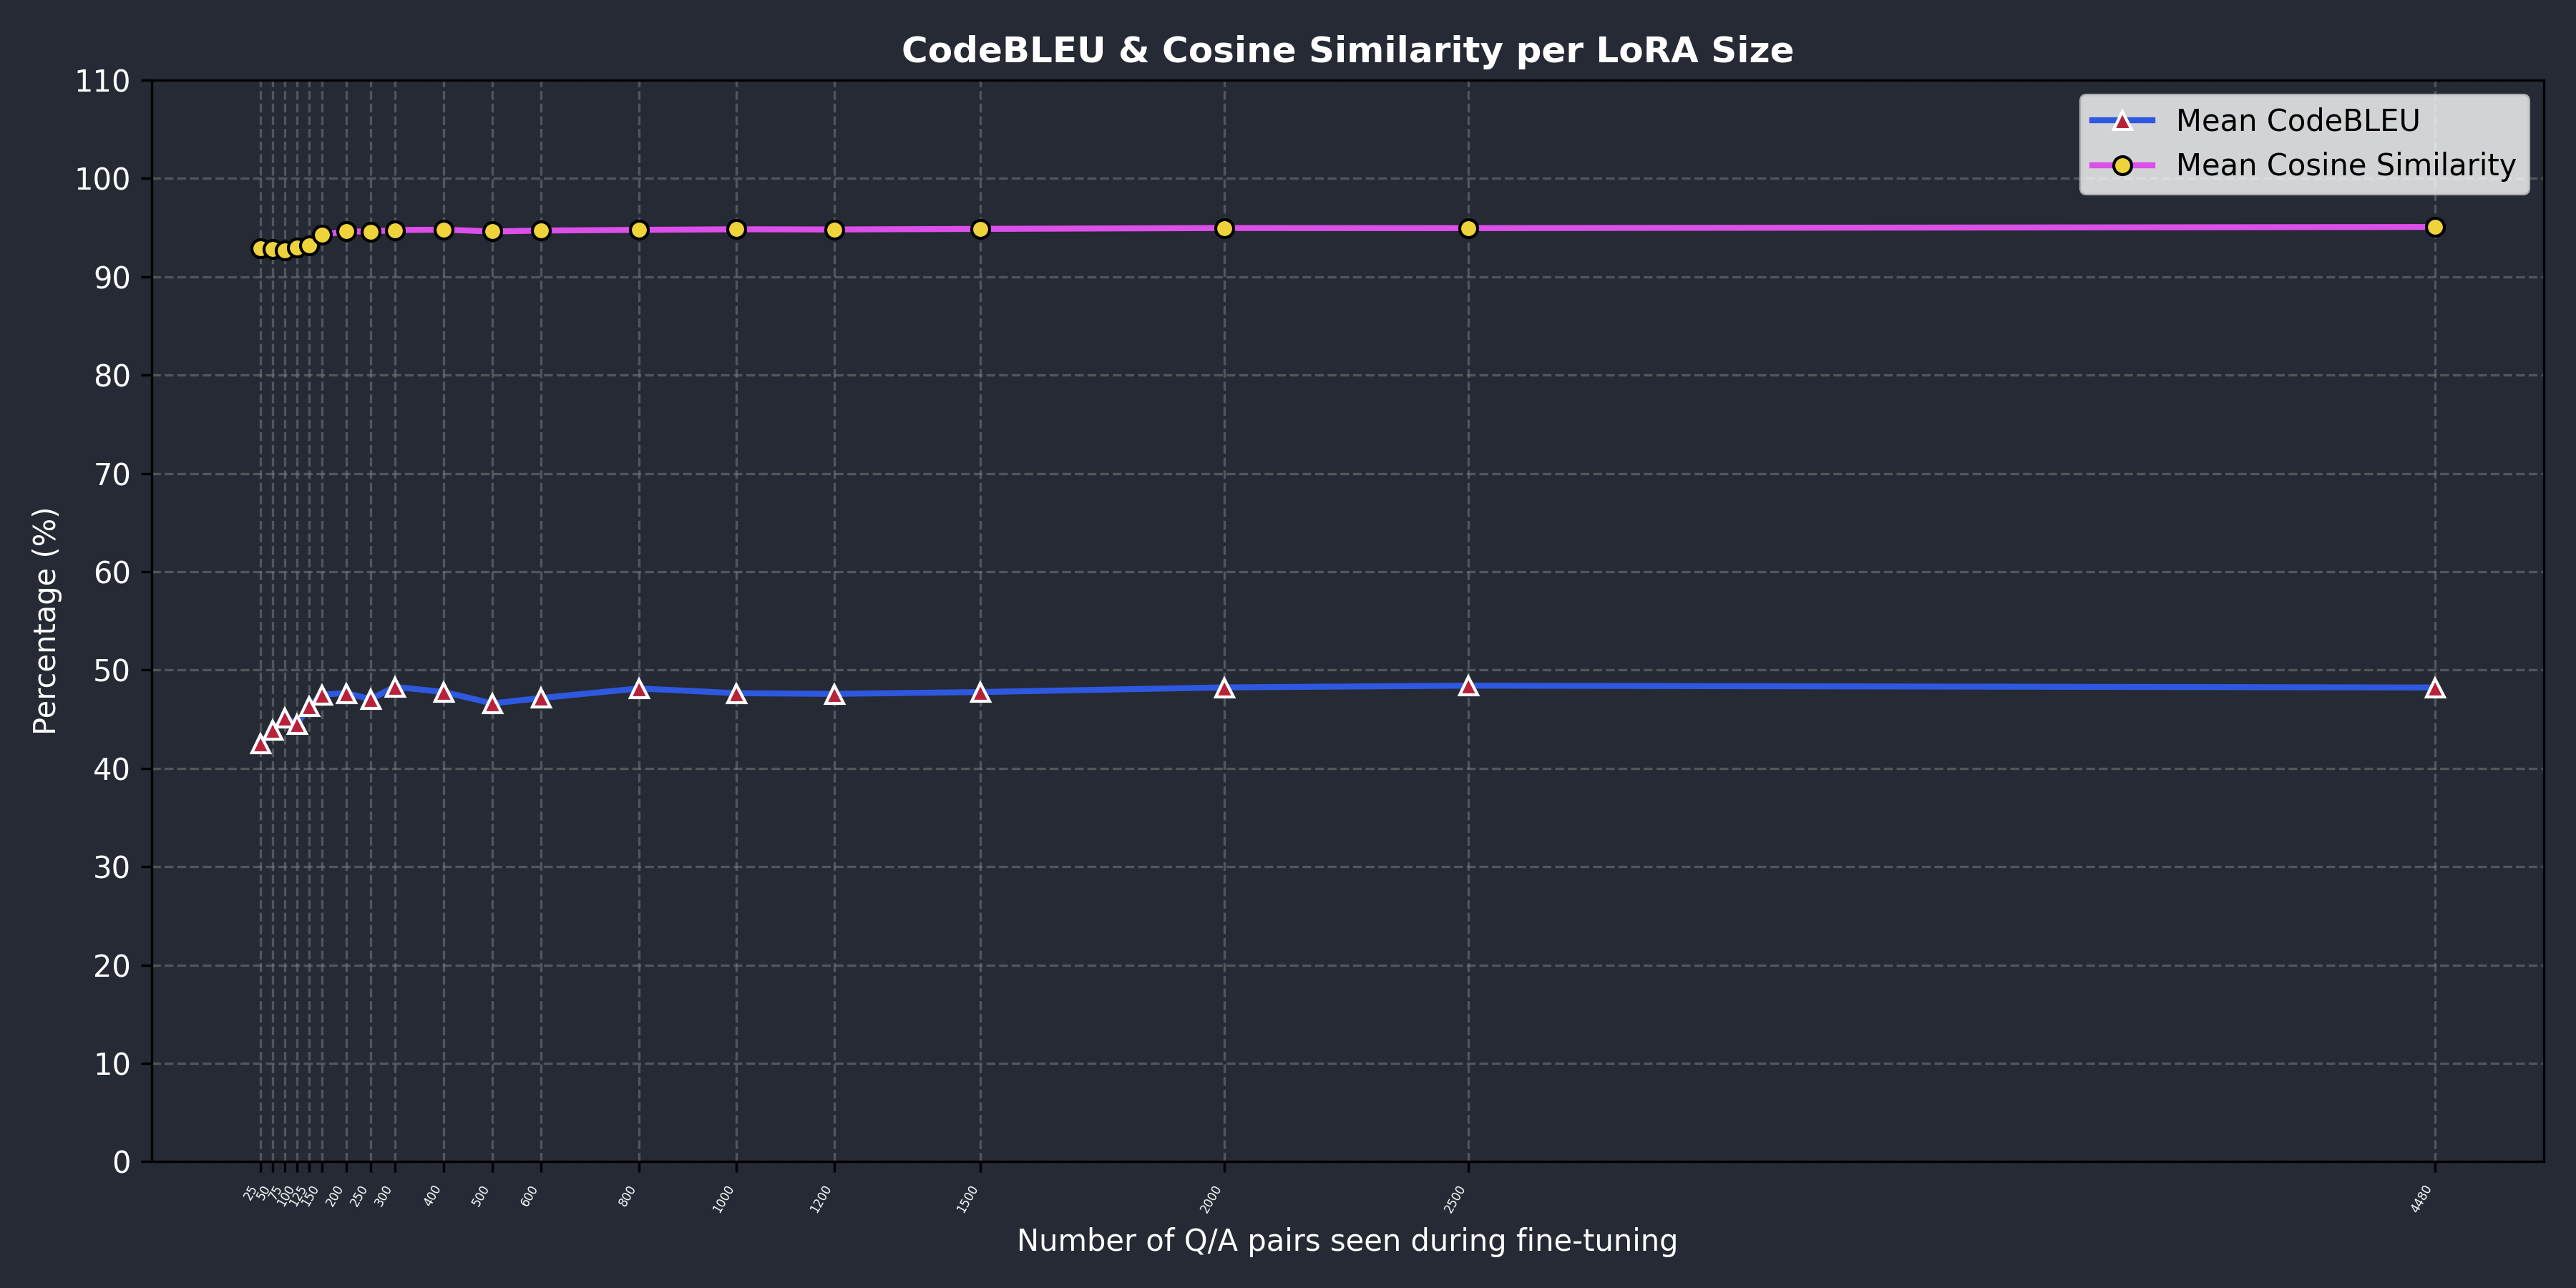 CodeBLEU & Cosine Similarity per LoRA Size
110
100
90
80
70
60
50
40
30
20
10
0
Percentage (%)
Mean CodeBLEU
Mean Cosine Similarity
25 50 75 100 125 150 200 250 300 400 500 600 800 1000 1200 1500 2000 2500 4480
Number of Q/A pairs seen during fine-tuning